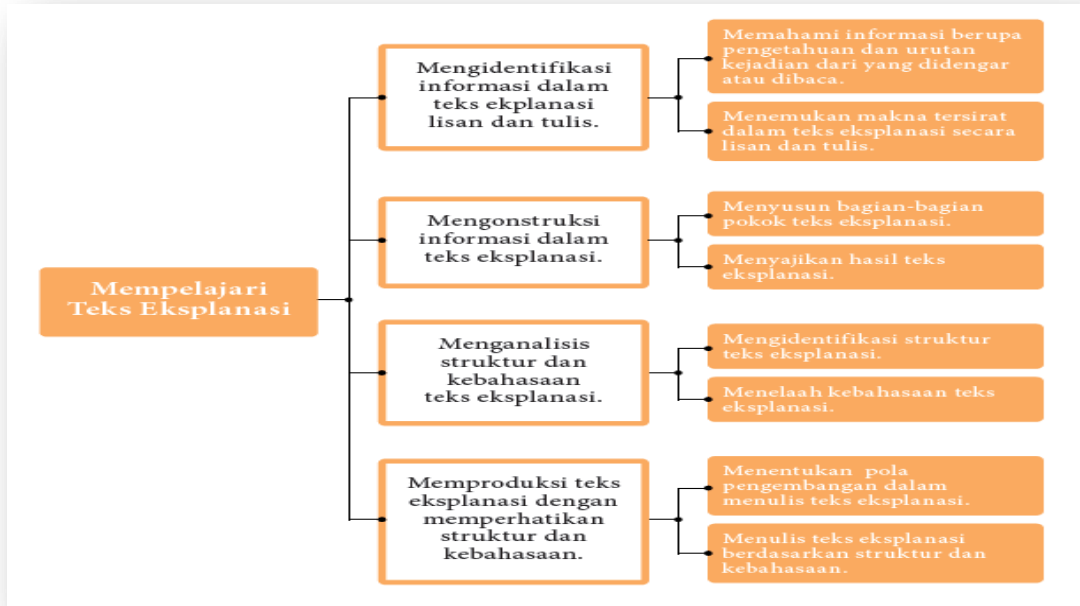 Mempelajari
Teks Eksplanasi
Mengidentifikasi
informasi dalam
teks ekplanasi
lisan dan tulis.
Memahami informasi berupa
pengetahuan dan urutan
kejadian dari yang didengar
atau dibaca.
Menemukan makna tersirat
dalam teks eksplanasi secara
lisan dan tulis.
Mengonstruksi
informasi dalam
teks eksplanasi.
Menyusun bagian-bagian
pokok teks eksplanasi.
Menyajikan hasil teks
eksplanasi.
Menganalisis
struktur dan
kebahasaan
teks eksplanasi.
Mengidentifikasi struktur
teks eksplanasi.
Menelaah kebahasaan teks
eksplanasi.
Memproduksi teks
eksplanasi dengan
memperhatikan
struktur dan
kebahasaan.
Menentukan pola
pengembangan dalam
menulis teks eksplanasi.
Menulis teks eksplanasi
berdasarkan struktur dan
kebahasaan.